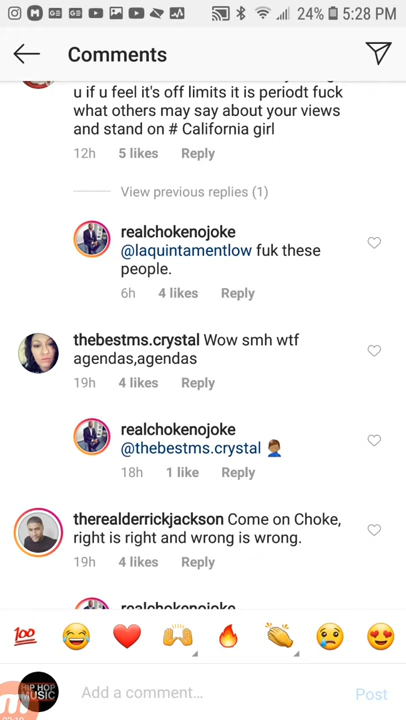 24% 5:28 PM
Comments
u if u feel it's off limits it is periodt fuck
what others may say about your views
and stand on # California girl
12h 5 likes Reply
View previous replies (1)
realchokenojoke
@laquintamentlow fuk these
people.
6h 4 likes Reply
thebestms.crystal Wow smh wtf
agendas,agendas
19h 4 likes Reply
realchokenojoke
@thebestms.crystal 🤦🏽‍♂️
18h 1 like Reply
therealderrickjackson Come on Choke,
right is right and wrong is wrong.
19h 4 likes Reply
realchokenojoke
💯 😂 ❤️ 🙌 🔥 👏 😢 😍
HIP HOP
MUSIC
Add a comment... Post